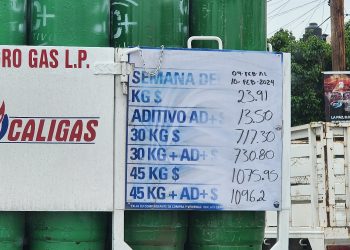 RO GAS L.P.
CALIGAS
SEMANA DEL 04-FEB AL
10-FEB-2024
KG $ 23.91
ADITIVO AD+$ 13.50
30 KG $ 717.30
30 KG + AD+ $ 730.80
45 KG $ 1075.95
45 KG + AD+ $ 1096.2